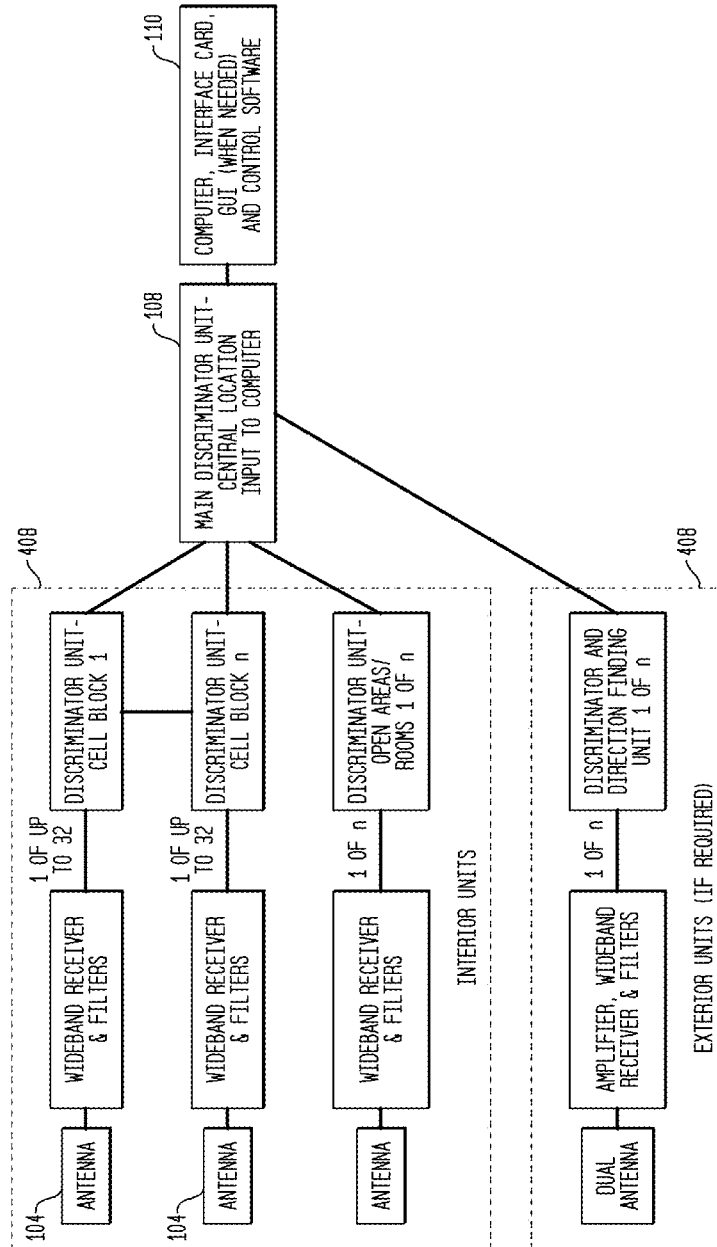 104
ANTENNA
WIDEBAND RECEIVER
& FILTERS
1 OF UP
TO 32
DISCRIMINATOR UNIT-
CELL BLOCK 1
408
104
ANTENNA
WIDEBAND RECEIVER
& FILTERS
1 OF UP
TO 32
DISCRIMINATOR UNIT-
CELL BLOCK n
108
MAIN DISCRIMINATOR UNIT-
CENTRAL LOCATION
INPUT TO COMPUTER
110
COMPUTER, INTERFACE CARD,
GUI (WHEN NEEDED)
AND CONTROL SOFTWARE
ANTENNA
WIDEBAND RECEIVER
& FILTERS
1 OF n
DISCRIMINATOR UNIT-
OPEN AREAS/
ROOMS 1 OF n
INTERIOR UNITS
408
DUAL
ANTENNA
AMPLIFIER, WIDEBAND
RECEIVER & FILTERS
1 OF n
DISCRIMINATOR AND
DIRECTION FINDING
UNIT 1 OF n
EXTERIOR UNITS (IF REQUIRED)